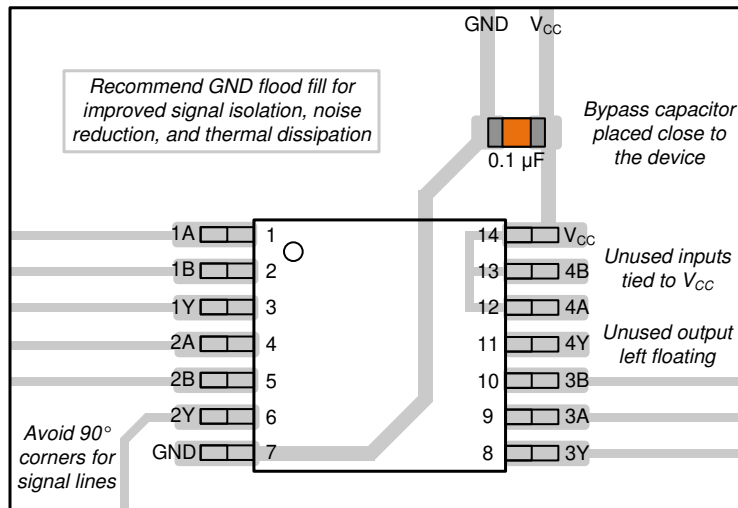 GND VCC
Recommend GND flood fill for
improved signal isolation, noise
reduction, and thermal dissipation
Bypass capacitor
placed close to
the device
0.1 µF
1A 1 14 VCC
1B 2 13 4B
Unused inputs
tied to VCC
1Y 3 12 4A
2A 4 11 4Y
Unused output
left floating
2B 5 10 3B
2Y 6 9 3A
GND 7 8 3Y
Avoid 90°
corners for
signal lines